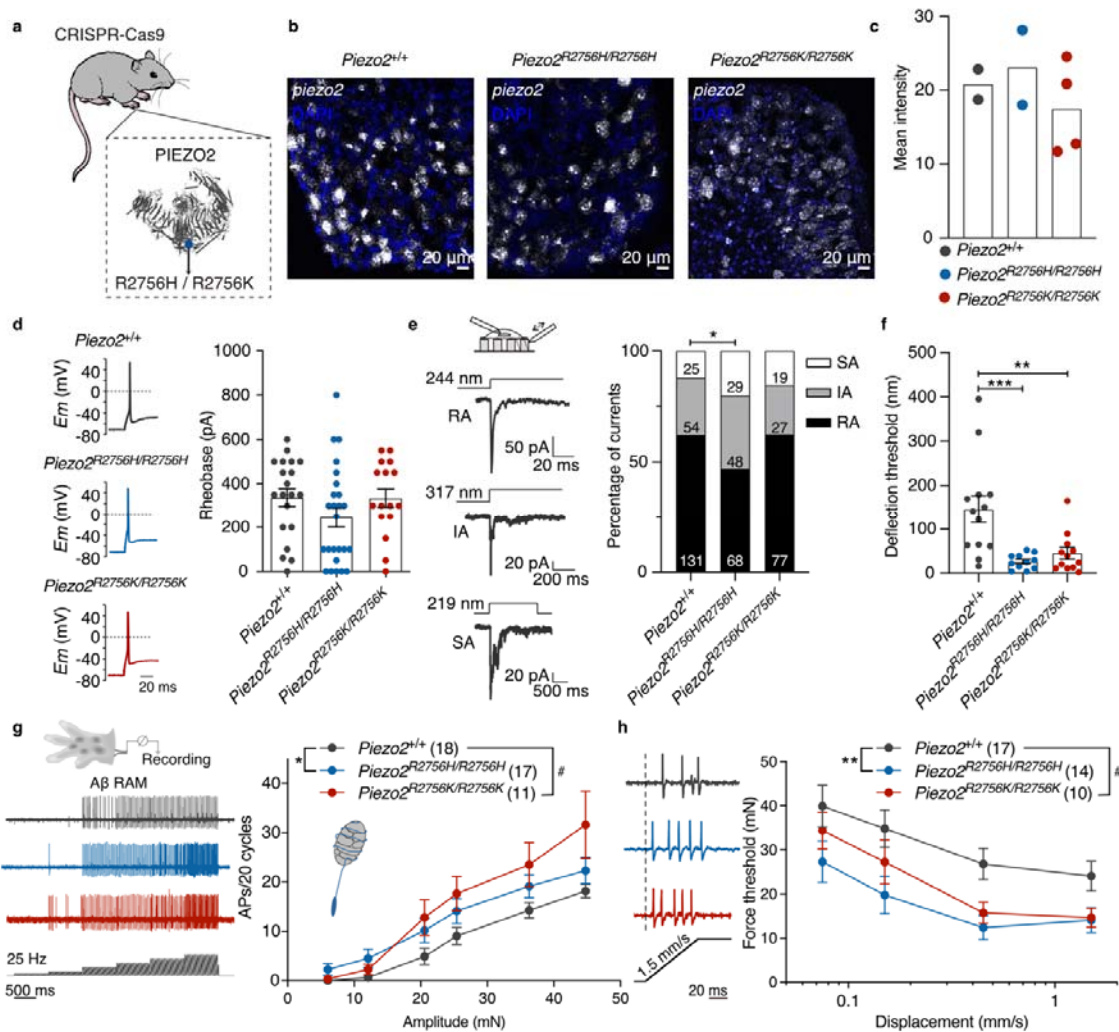 a
CRISPR-Cas9
PIEZO2
R2756H / R2756K
b
Piezo2+/+
Piezo2R2756H/R2756H
Piezo2R2756K/R2756K
piezo2
DAPI
20 µm
piezo2
DAPI
20 µm
piezo2
DAPI
20 µm
c
Mean intensity
30
20
10
0
Piezo2+/+
Piezo2R2756H/R2756H
Piezo2R2756K/R2756K
d
Piezo2+/+
Em (mV)
40
0
-40
-80
Piezo2R2756H/R2756H
Em (mV)
40
0
-40
-80
Piezo2R2756K/R2756K
Em (mV)
40
0
-40
-80
20 ms
Rheobase (pA)
1000
800
600
400
200
0
Piezo2+/+
Piezo2R2756H/R2756H
Piezo2R2756K/R2756K
e
244 nm
RA
50 pA
20 ms
317 nm
IA
20 pA
200 ms
219 nm
SA
20 pA
500 ms
Percentage of currents
100
50
0
*
25
29
19
54
48
27
131
68
77
SA
IA
RA
Piezo2+/+
Piezo2R2756H/R2756H
Piezo2R2756K/R2756K
f
Deflection threshold (nm)
500
400
300
200
100
0
**
***
Piezo2+/+
Piezo2R2756H/R2756H
Piezo2R2756K/R2756K
g
Recording
Aβ RAM
25 Hz
500 ms
APs/20 cycles
40
30
20
10
0
0 10 20 30 40 50
Amplitude (mN)
*
Piezo2+/+ (18)
Piezo2R2756H/R2756H (17)
Piezo2R2756K/R2756K (11)
#
h
1.5 mm/s
20 ms
Force threshold (mN)
50
40
30
20
10
0
0.1 1
Displacement (mm/s)
**
Piezo2+/+ (17)
Piezo2R2756H/R2756H (14)
Piezo2R2756K/R2756K (10)
#